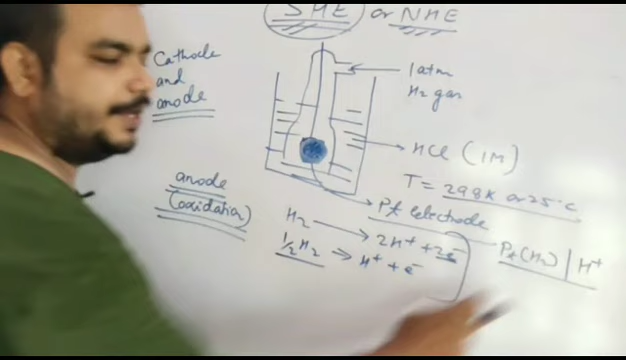 SHE or NHE
Cathode
and
anode
1atm
H₂ gas
HCl (1M)
T = 298K or 25°C
Pt electrode
anode
(oxidation)
H₂ → 2H⁺ + 2e⁻
½H₂ → H⁺ + e⁻
Pt(H₂) | H⁺